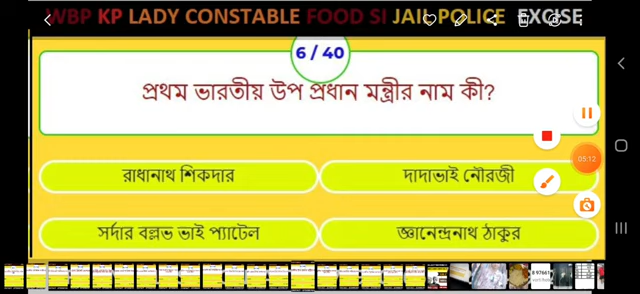 WBP KP LADY CONSTABLE FOOD SI JAIL POLICE EXCISE
6 / 40
প্রথম ভারতীয় উপ প্রধান মন্ত্রীর নাম কী?
রাধানাথ শিকদার
দাদাভাই নৌরজী
05:12
সর্দার বল্লভ ভাই প্যাটেল
জ্ঞানেন্দ্রনাথ ঠাকুর